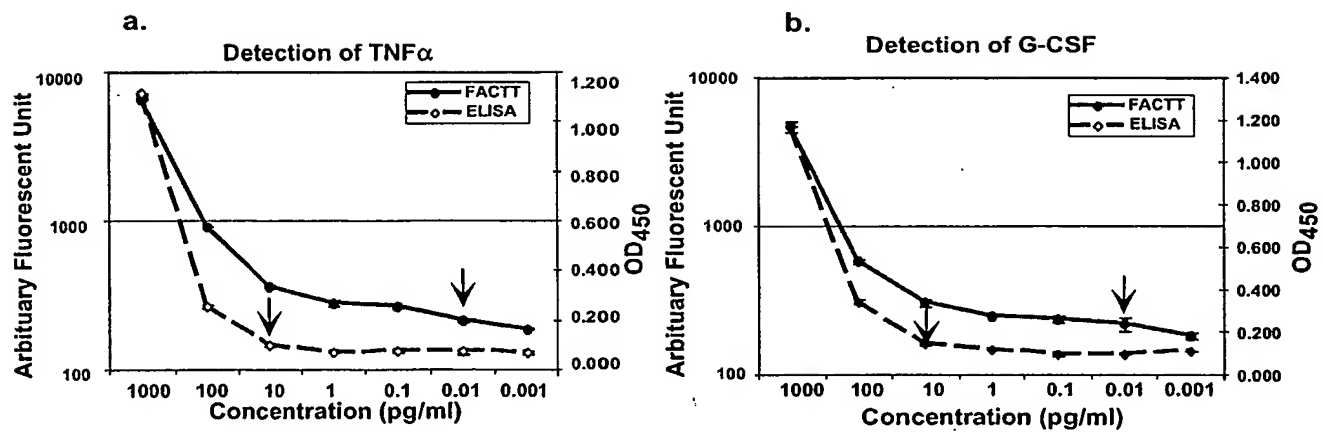 a.
Detection of TNFα
Arbituary Fluorescent Unit
10000
1000
100
FACTT
ELISA
1.200
1.000
0.800
0.600
0.400
0.200
0.000
OD450
1000 100 10 1 0.1 0.01 0.001
Concentration (pg/ml)
b.
Detection of G-CSF
Arbituary Fluorescent Unit
10000
1000
100
FACTT
ELISA
1.400
1.200
1.000
0.800
0.600
0.400
0.200
0.000
OD450
1000 100 10 1 0.1 0.01 0.001
Concentration (pg/ml)